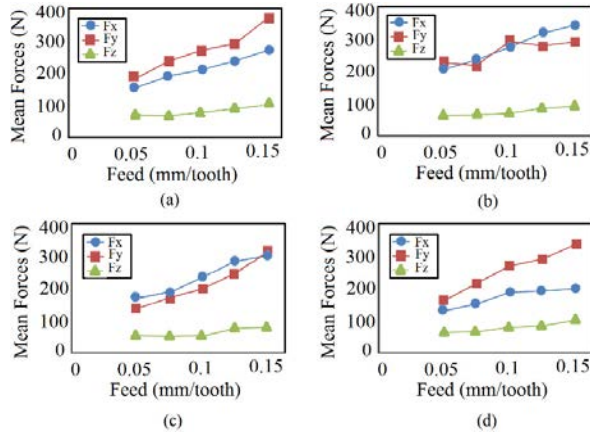 400
300
200
100
0
Mean Forces (N)
Fx
Fy
Fz
0 0.05 0.1 0.15
Feed (mm/tooth)
(a)
400
300
200
100
0
Mean Forces (N)
Fx
Fy
Fz
0 0.05 0.1 0.15
Feed (mm/tooth)
(b)
400
300
200
100
0
Mean Forces (N)
Fx
Fy
Fz
0 0.05 0.1 0.15
Feed (mm/tooth)
(c)
400
300
200
100
0
Mean Forces (N)
Fx
Fy
Fz
0 0.05 0.1 0.15
Feed (mm/tooth)
(d)